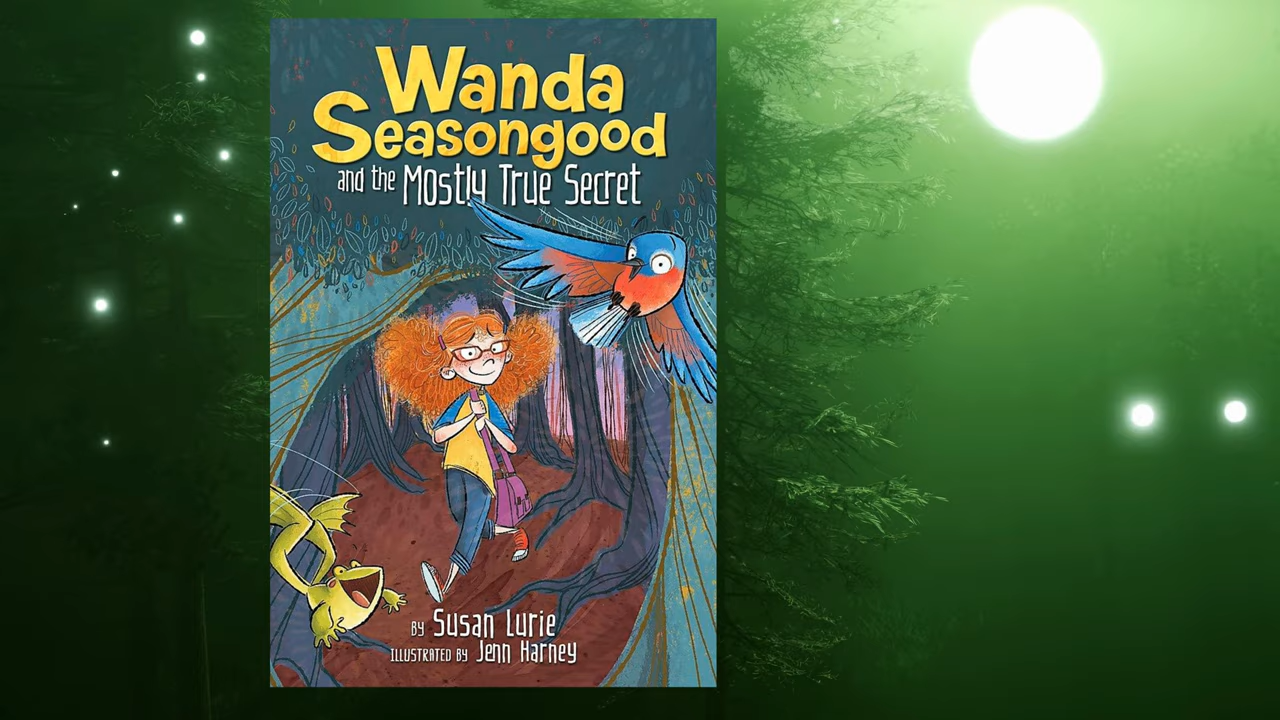 Wanda
Seasongood
and the Mostly True Secret
BY Susan Lurie
ILLUSTRATED BY Jenn Harney